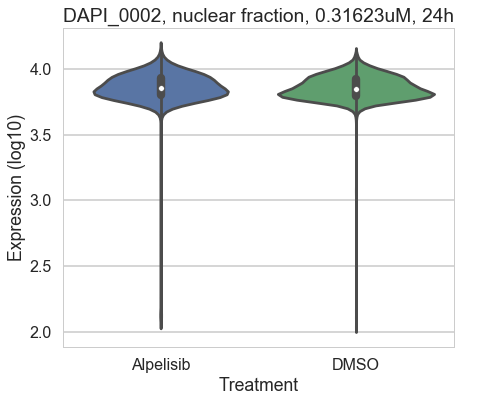 DAPI_0002, nuclear fraction, 0.31623uM, 24h
4.0
3.5
3.0
2.5
2.0
Expression (log10)
Alpelisib
DMSO
Treatment